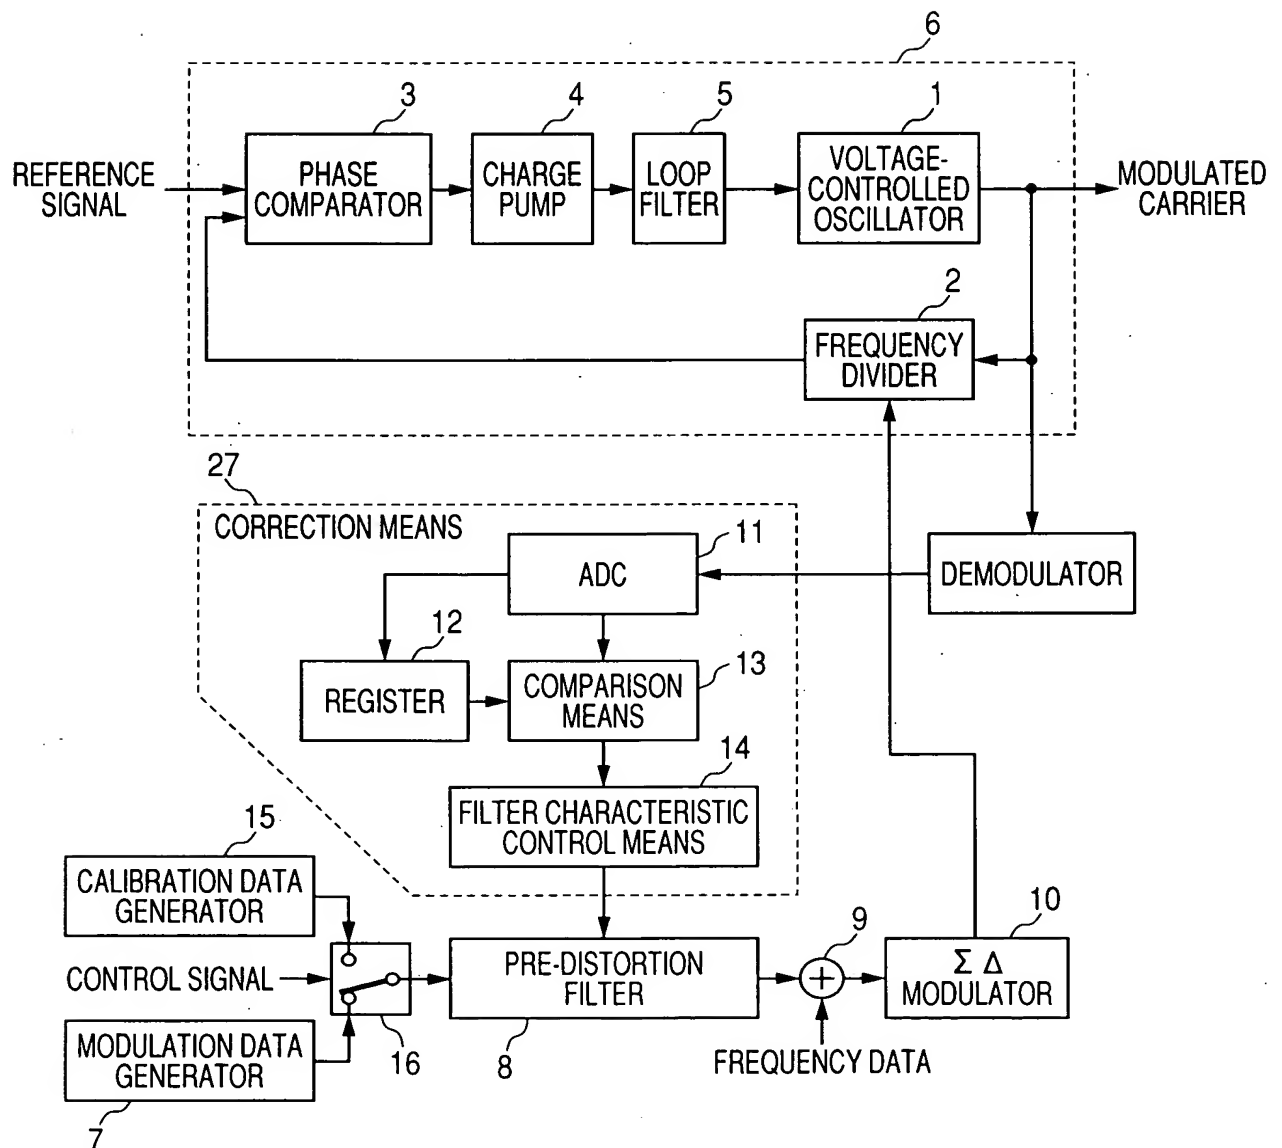 6
3
4
5
1
REFERENCE
SIGNAL
PHASE
COMPARATOR
CHARGE
PUMP
LOOP
FILTER
VOLTAGE-
CONTROLLED
OSCILLATOR
MODULATED
CARRIER
2
FREQUENCY
DIVIDER
27
CORRECTION MEANS
11
ADC
DEMODULATOR
12
REGISTER
13
COMPARISON
MEANS
14
FILTER CHARACTERISTIC
CONTROL MEANS
15
CALIBRATION DATA
GENERATOR
CONTROL SIGNAL
16
MODULATION DATA
GENERATOR
7
PRE-DISTORTION
FILTER
8
9
+
FREQUENCY DATA
10
Σ Δ
MODULATOR